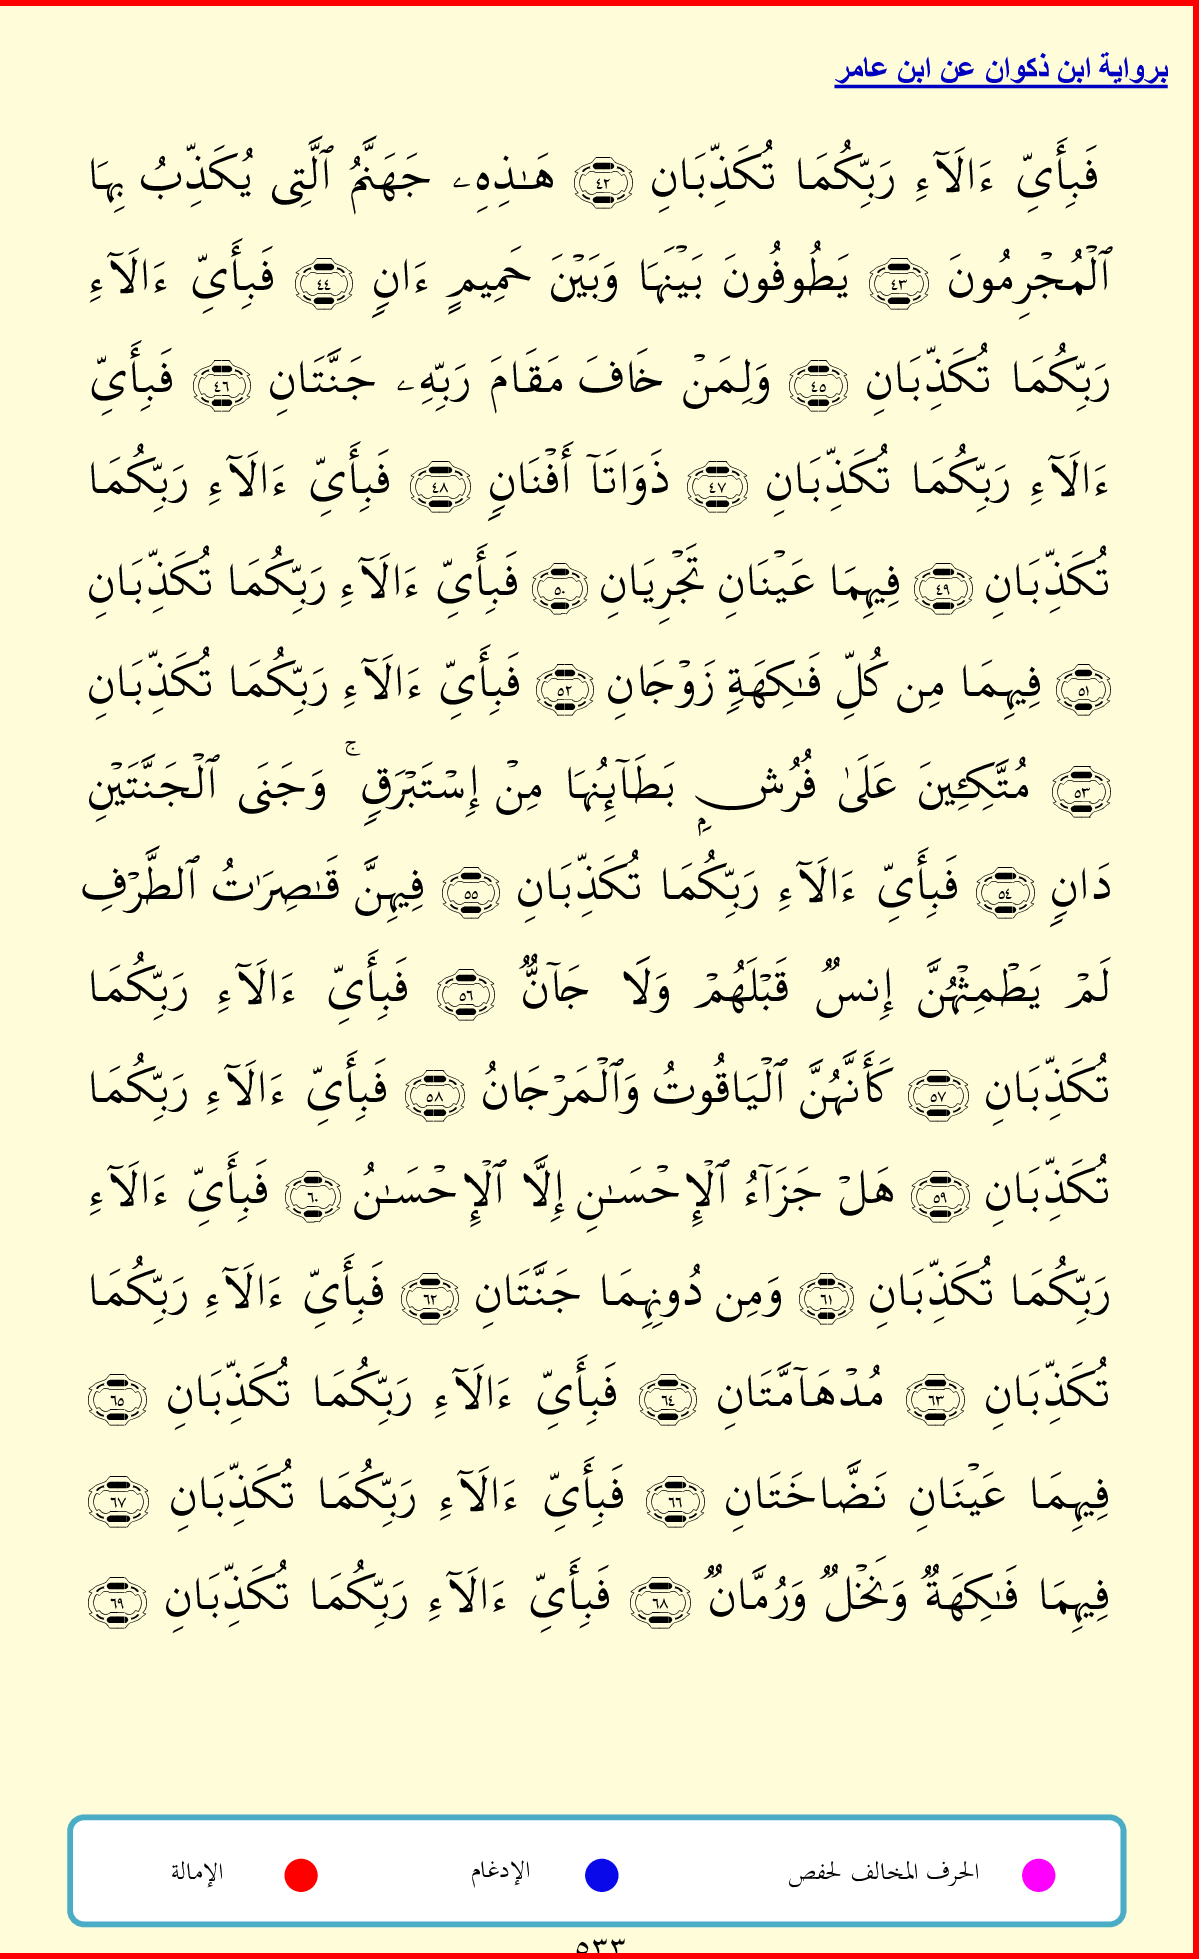 برواية ابن ذكوان عن ابن عامر
فَبِأَىِّ ءَالَآءِ رَبِّكُمَا تُكَذِّبَانِ ٤٢ هَـٰذِهِۦ جَهَنَّمُ ٱلَّتِى يُكَذِّبُ بِهَا
ٱلْمُجْرِمُونَ ٤٣ يَطُوفُونَ بَيْنَهَا وَبَيْنَ حَمِيمٍ ءَانٍ ٤٤ فَبِأَىِّ ءَالَآءِ
رَبِّكُمَا تُكَذِّبَانِ ٤٥ وَلِمَنْ خَافَ مَقَامَ رَبِّهِۦ جَنَّتَانِ ٤٦ فَبِأَىِّ
ءَالَآءِ رَبِّكُمَا تُكَذِّبَانِ ٤٧ ذَوَاتَآ أَفْنَانٍ ٤٨ فَبِأَىِّ ءَالَآءِ رَبِّكُمَا
تُكَذِّبَانِ ٤٩ فِيهِمَا عَيْنَانِ تَجْرِيَانِ ٥٠ فَبِأَىِّ ءَالَآءِ رَبِّكُمَا تُكَذِّبَانِ
٥١ فِيهِمَا مِن كُلِّ فَـٰكِهَةٍ زَوْجَانِ ٥٢ فَبِأَىِّ ءَالَآءِ رَبِّكُمَا تُكَذِّبَانِ
٥٣ مُتَّكِـِٔينَ عَلَىٰ فُرُشٍۭ بَطَآئِنُهَا مِنْ إِسْتَبْرَقٍ ۚ وَجَنَى ٱلْجَنَّتَيْنِ
دَانٍ ٥٤ فَبِأَىِّ ءَالَآءِ رَبِّكُمَا تُكَذِّبَانِ ٥٥ فِيهِنَّ قَـٰصِرَٰتُ ٱلطَّرْفِ
لَمْ يَطْمِثْهُنَّ إِنسٌ قَبْلَهُمْ وَلَا جَآنٌّ ٥٦ فَبِأَىِّ ءَالَآءِ رَبِّكُمَا
تُكَذِّبَانِ ٥٧ كَأَنَّهُنَّ ٱلْيَاقُوتُ وَٱلْمَرْجَانُ ٥٨ فَبِأَىِّ ءَالَآءِ رَبِّكُمَا
تُكَذِّبَانِ ٥٩ هَلْ جَزَآءُ ٱلْإِحْسَـٰنِ إِلَّا ٱلْإِحْسَـٰنُ ٦٠ فَبِأَىِّ ءَالَآءِ
رَبِّكُمَا تُكَذِّبَانِ ٦١ وَمِن دُونِهِمَا جَنَّتَانِ ٦٢ فَبِأَىِّ ءَالَآءِ رَبِّكُمَا
تُكَذِّبَانِ ٦٣ مُدْهَآمَّتَانِ ٦٤ فَبِأَىِّ ءَالَآءِ رَبِّكُمَا تُكَذِّبَانِ ٦٥
فِيهِمَا عَيْنَانِ نَضَّاخَتَانِ ٦٦ فَبِأَىِّ ءَالَآءِ رَبِّكُمَا تُكَذِّبَانِ ٦٧
فِيهِمَا فَـٰكِهَةٌ وَنَخْلٌ وَرُمَّانٌ ٦٨ فَبِأَىِّ ءَالَآءِ رَبِّكُمَا تُكَذِّبَانِ ٦٩
الحرف المخالف لحفص الإدغام الإمالة
٥٣٣